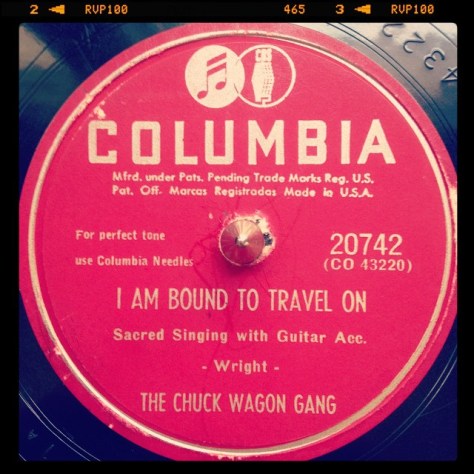 2 ◄ RVP100 465 3 ◄ RVP100
4322
CBS
COLUMBIA
Mfrd. under Pats. Pending Trade Marks Reg. U.S.
Pat. Off. Marcas Registradas Made in U.S.A.
For perfect tone
use Columbia Needles
20742
(CO 43220)
I AM BOUND TO TRAVEL ON
Sacred Singing with Guitar Acc.
- Wright -
THE CHUCK WAGON GANG